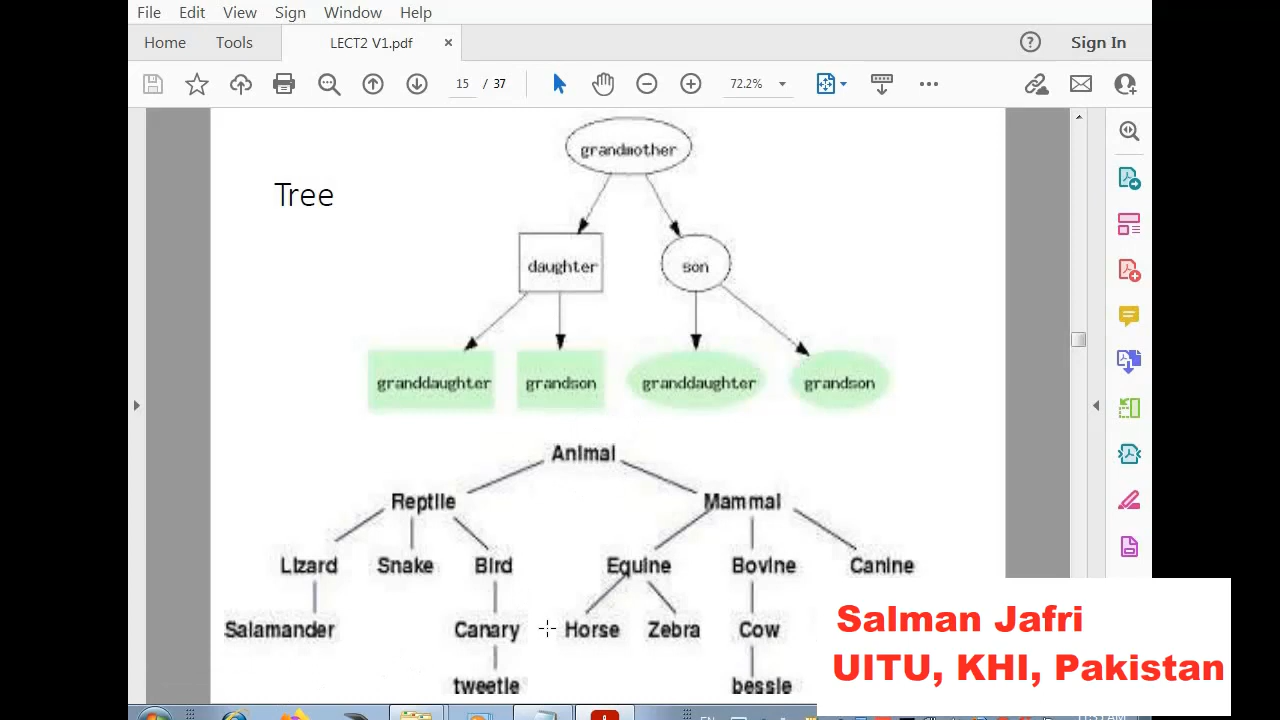 File Edit View Sign Window Help
Home Tools LECT2 V1.pdf × Sign In
15 / 37 72.2%
grandmother
Tree
daughter son
granddaughter grandson granddaughter grandson
Animal
Reptile Mammal
Lizard Snake Bird Equine Bovine Canine
Salamander Canary Horse Zebra Cow
tweetle bessie
Salman Jafri
UITU, KHI, Pakistan
EN